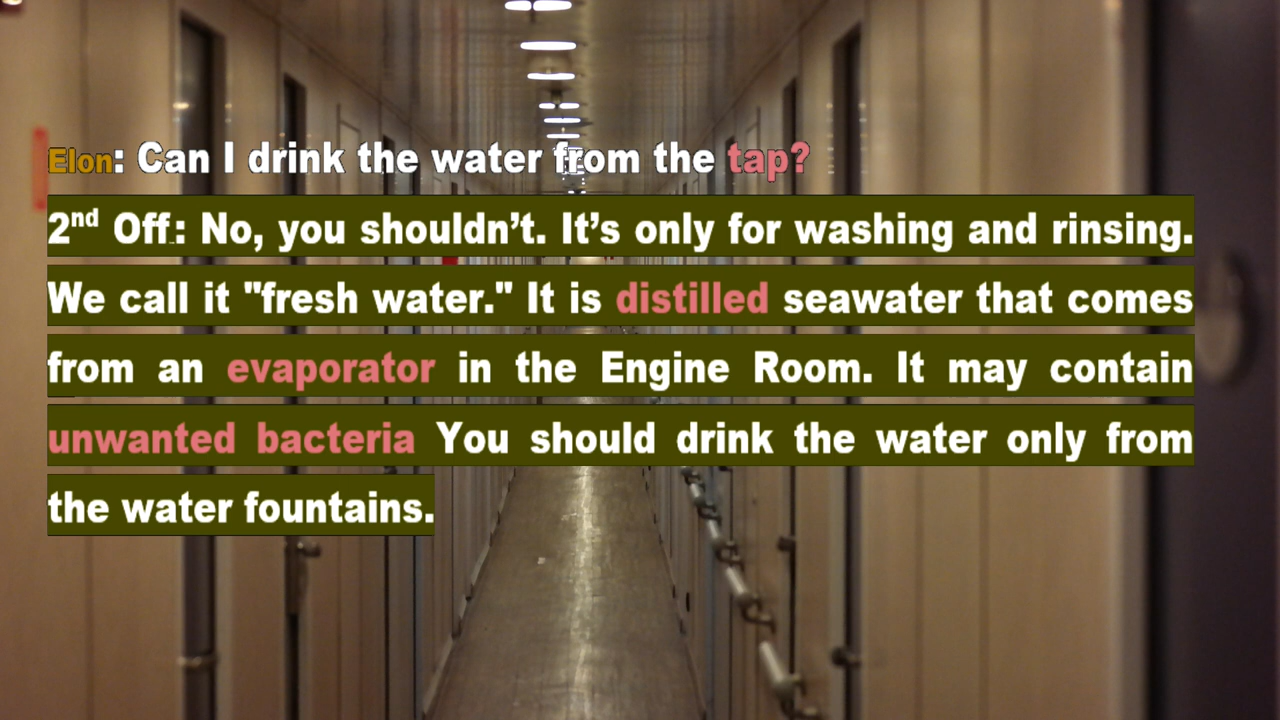 Elon: Can I drink the water from the tap?
2nd Off.: No, you shouldn’t. It’s only for washing and rinsing.
We call it "fresh water." It is distilled seawater that comes
from an evaporator in the Engine Room. It may contain
unwanted bacteria You should drink the water only from
the water fountains.